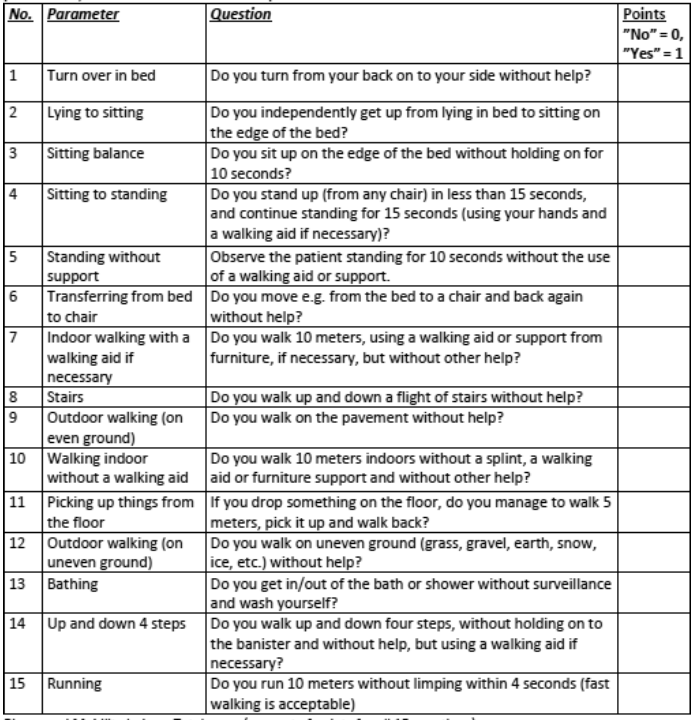 No. Parameter Question Points
"No" = 0,
"Yes" = 1
1 Turn over in bed Do you turn from your back on to your side without help?
2 Lying to sitting Do you independently get up from lying in bed to sitting on
the edge of the bed?
3 Sitting balance Do you sit up on the edge of the bed without holding on for
10 seconds?
4 Sitting to standing Do you stand up (from any chair) in less than 15 seconds,
and continue standing for 15 seconds (using your hands and
a walking aid if necessary)?
5 Standing without Observe the patient standing for 10 seconds without the use
support of a walking aid or support.
6 Transferring from bed Do you move e.g. from the bed to a chair and back again
to chair without help?
7 Indoor walking with a Do you walk 10 meters, using a walking aid or support from
walking aid if furniture, if necessary, but without other help?
necessary
8 Stairs Do you walk up and down a flight of stairs without help?
9 Outdoor walking (on Do you walk on the pavement without help?
even ground)
10 Walking indoor Do you walk 10 meters indoors without a splint, a walking
without a walking aid aid or furniture support and without other help?
11 Picking up things from If you drop something on the floor, do you manage to walk 5
the floor meters, pick it up and walk back?
12 Outdoor walking (on Do you walk on uneven ground (grass, gravel, earth, snow,
uneven ground) ice, etc.) without help?
13 Bathing Do you get in/out of the bath or shower without surveillance
and wash yourself?
14 Up and down 4 steps Do you walk up and down four steps, without holding on to
the banister and without help, but using a walking aid if
necessary?
15 Running Do you run 10 meters without limping within 4 seconds (fast
walking is acceptable)